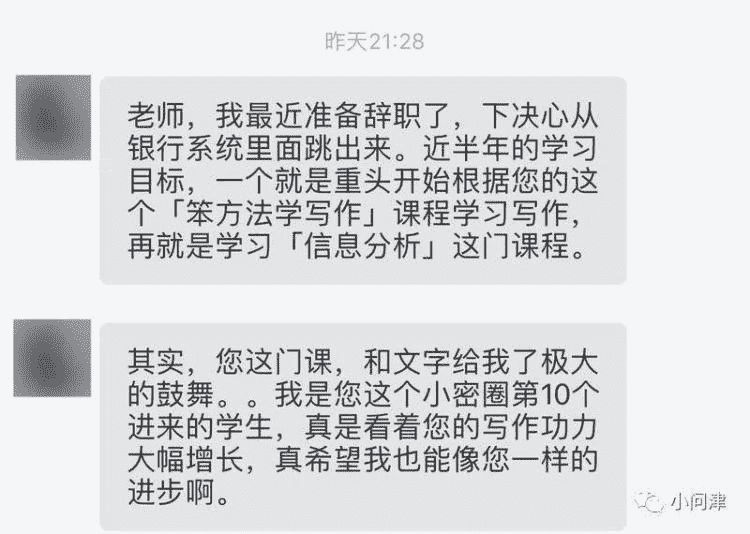 昨天21:28
老师，我最近准备辞职了，下决心从
银行系统里面跳出来。近半年的学习
目标，一个就是重头开始根据您的这
个「笨方法学写作」课程学习写作，
再就是学习「信息分析」这门课程。
其实，您这门课，和文字给我了极大
的鼓舞。。我是您这个小密圈第10个
进来的学生，真是看着您的写作功力
大幅增长，真希望我也能像您一样的
进步啊。
小问津